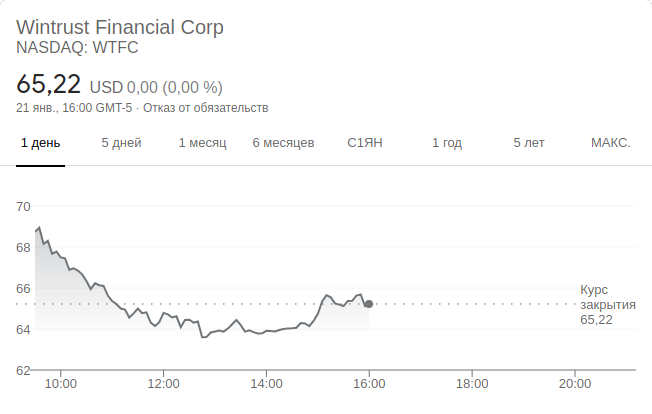 Wintrust Financial Corp
NASDAQ: WTFC
65,22 USD 0,00 (0,00 %)
21 янв., 16:00 GMT-5 · Отказ от обязательств
1 день 5 дней 1 месяц 6 месяцев С1ЯН 1 год 5 лет МАКС.
70
68
66
Курс
закрытия
65,22
64
62
10:00 12:00 14:00 16:00 18:00 20:00